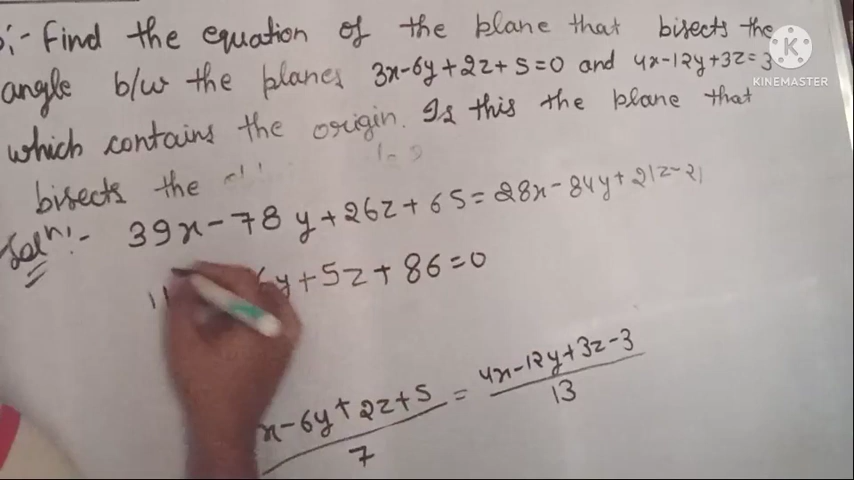 :- Find the equation of the plane that bisects the
angle b/w the planes 3x-6y+2z+5=0 and 4x-12y+3z=3
KINEMASTER
which contains the origin. Is this the plane that
bisects the
Solⁿ:- 39x-78y+26z+65=28x-84y+21z-21
11 6y+5z+86=0
x-6y+2z+5 = 4x-12y+3z-3
7 13